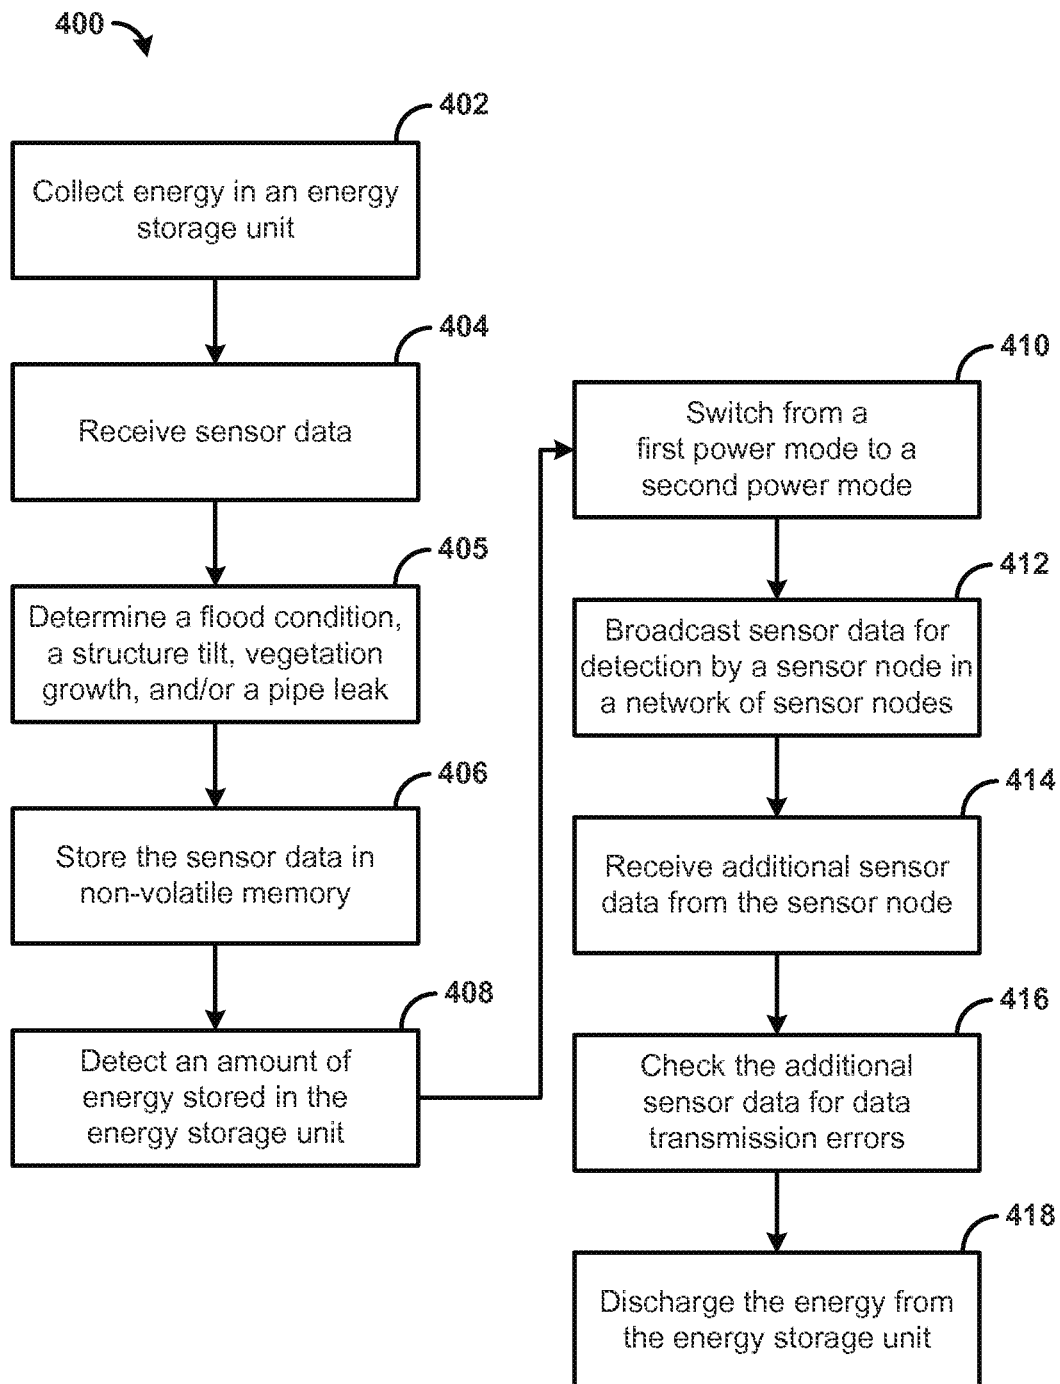 400
402
Collect energy in an energy
storage unit
404
Receive sensor data
405
Determine a flood condition,
a structure tilt, vegetation
growth, and/or a pipe leak
406
Store the sensor data in
non-volatile memory
408
Detect an amount of
energy stored in the
energy storage unit
410
Switch from a
first power mode to a
second power mode
412
Broadcast sensor data for
detection by a sensor node in
a network of sensor nodes
414
Receive additional sensor
data from the sensor node
416
Check the additional
sensor data for data
transmission errors
418
Discharge the energy from
the energy storage unit